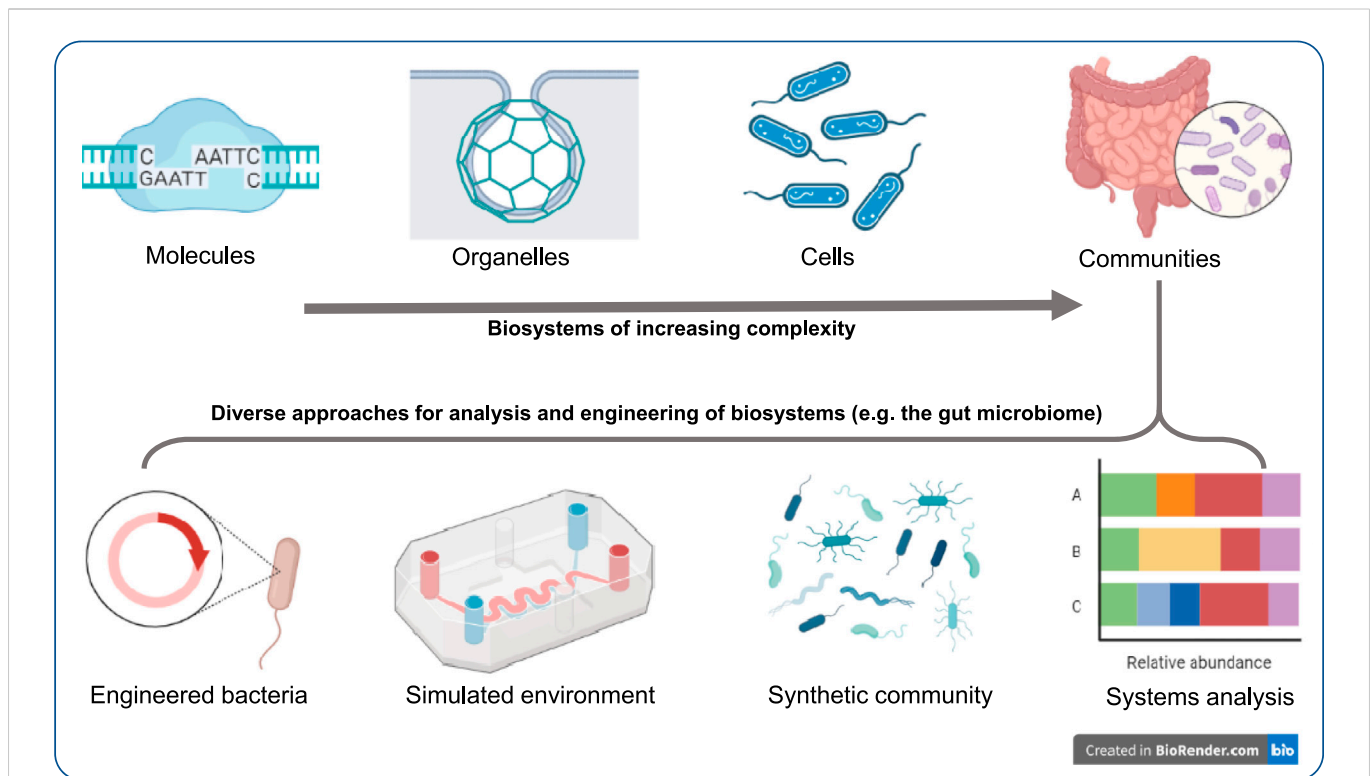 C AATTC
GAATT C
Molecules
Organelles
Cells
Communities
Biosystems of increasing complexity
Diverse approaches for analysis and engineering of biosystems (e.g. the gut microbiome)
A
B
C
Relative abundance
Engineered bacteria
Simulated environment
Synthetic community
Systems analysis
Created in BioRender.com bio